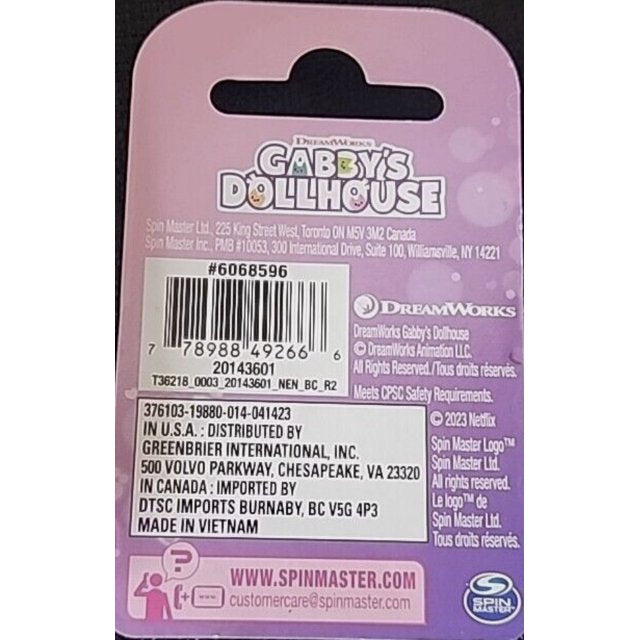 DREAMWORKS
GABBY'S
DOLLHOUSE
Spin Master Ltd., 225 King Street West, Toronto ON M5V 3M2 Canada
Spin Master Inc., PMB #10053, 300 International Drive, Suite 100, Williamsville, NY 14221
#6068596
7 78988 49266 6
20143601
T36218_0003_20143601_NEN_BC_R2
DREAMWORKS
DreamWorks Gabby's Dollhouse
© DreamWorks Animation LLC.
All Rights Reserved./Tous droits réservés.
Meets CPSC Safety Requirements.
© 2023 Netflix
Spin Master Logo™
Spin Master Ltd.
All rights reserved.
Le logo™ de
Spin Master Ltd.
Tous droits réservés.
376103-19880-014-041423
IN U.S.A. : DISTRIBUTED BY
GREENBRIER INTERNATIONAL, INC.
500 VOLVO PARKWAY, CHESAPEAKE, VA 23320
IN CANADA : IMPORTED BY
DTSC IMPORTS BURNABY, BC V5G 4P3
MADE IN VIETNAM
?
WWW.SPINMASTER.COM
customercare@spinmaster.com
SPIN
MASTER™